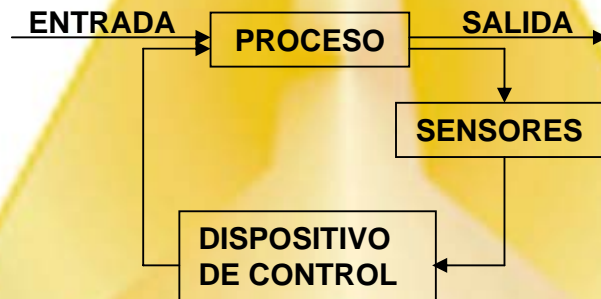 ENTRADA
PROCESO
SALIDA
SENSORES
DISPOSITIVO
DE CONTROL